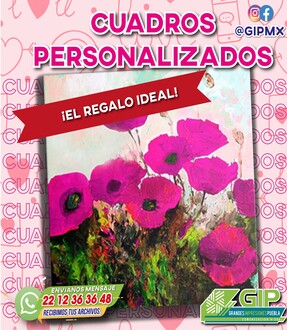 CUADROS
@GIPMX
PERSONALIZADOS
¡EL REGALO IDEAL!
ENVIANOS MENSAJE
22 12 36 36 48
RECIBIMOS TUS ARCHIVOS
GIP
GRANDES IMPRESIONES PUEBLA